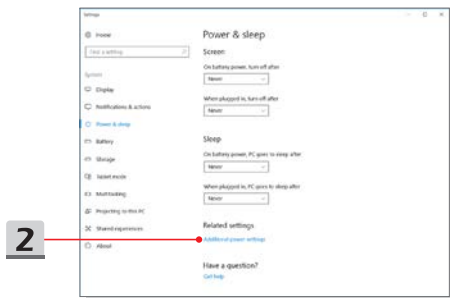 Settings
Home
Find a setting
System
Display
Notifications & actions
Power & sleep
Battery
Storage
Tablet mode
Multitasking
Projecting to this PC
Shared experiences
About
Power & sleep
Screen
On battery power, turn off after
Never
When plugged in, turn off after
Never
Sleep
On battery power, PC goes to sleep after
Never
When plugged in, PC goes to sleep after
Never
Related settings
Additional power settings
Have a question?
Get help
2